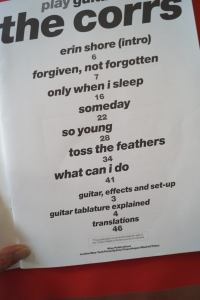 play guitar
the corrs
erin shore (intro)
6
forgiven, not forgotten
7
only when i sleep
16
someday
22
so young
28
toss the feathers
34
what can i do
41
guitar, effects and set-up
3
guitar tablature explained
4
translations
46